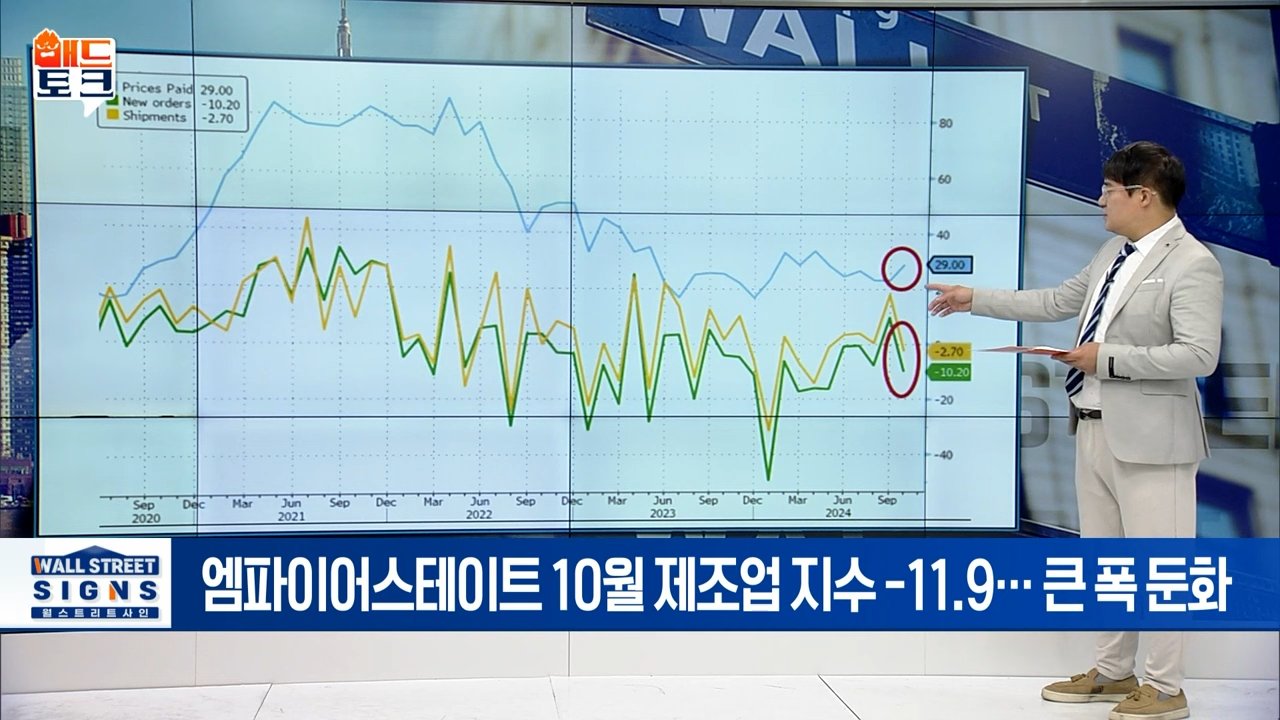 매드
토크
WALL
Prices Paid 29.00
New orders -10.20
Shipments -2.70
80
60
40
29.00
-2.70
-10.20
-20
-40
Sep Dec Mar Jun Sep Dec Mar Jun Sep Dec Mar Jun Sep Dec Mar Jun Sep
2020 2021 2022 2023 2024
WALL STREET
SIGNS
월스트리트사인
엠파이어스테이트 10월 제조업 지수 -11.9… 큰 폭 둔화